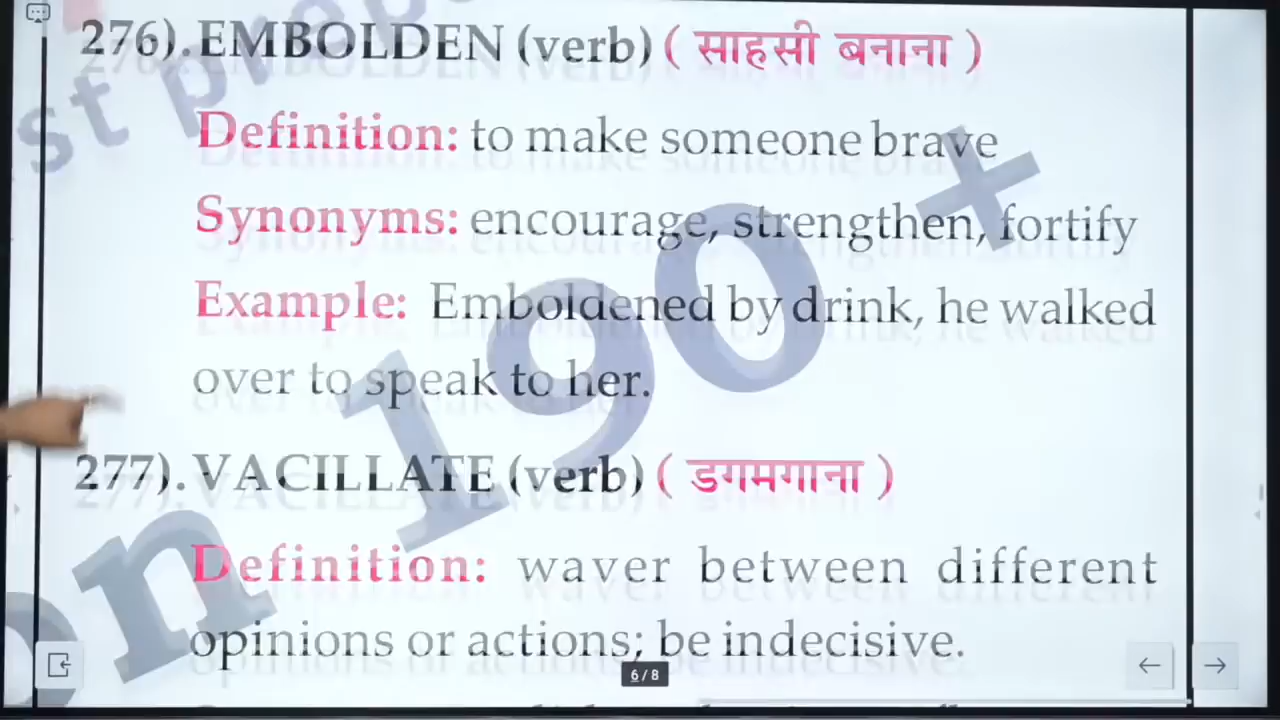 276). EMBOLDEN (verb) ( साहसी बनाना )
Definition: to make someone brave
Synonyms: encourage, strengthen, fortify
Example: Emboldened by drink, he walked
over to speak to her.
277). VACILLATE (verb) ( डगमगाना )
Definition: waver between different
opinions or actions; be indecisive.
6 / 8
190 +